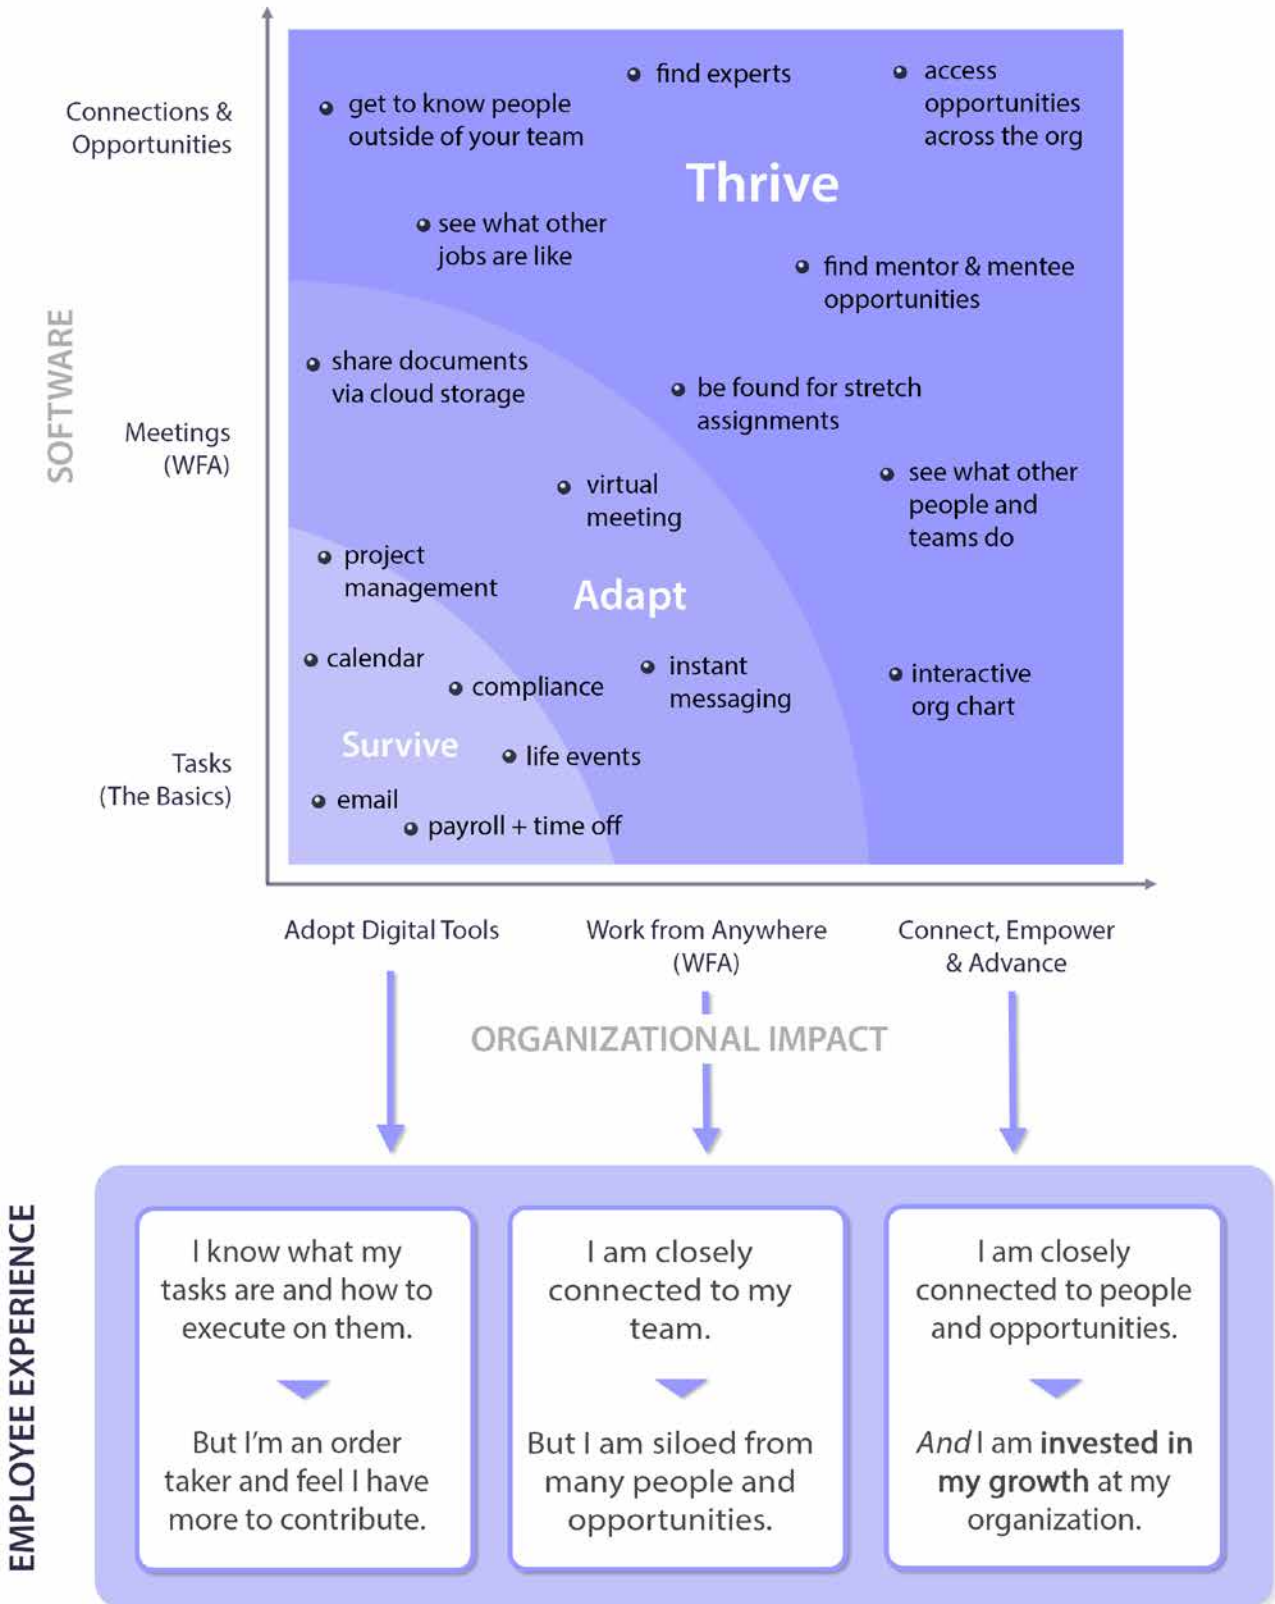 find experts
access
opportunities
across the org
get to know people
outside of your team
Connections &
Opportunities
Thrive
see what other
jobs are like
find mentor & mentee
opportunities
SOFTWARE
share documents
via cloud storage
be found for stretch
assignments
Meetings
(WFA)
virtual
meeting
see what other
people and
teams do
project
management
Adapt
calendar
compliance
instant
messaging
interactive
org chart
Survive
life events
Tasks
(The Basics)
email
payroll + time off
Adopt Digital Tools
Work from Anywhere
(WFA)
Connect, Empower
& Advance
ORGANIZATIONAL IMPACT
EMPLOYEE EXPERIENCE
I know what my
tasks are and how to
execute on them.
But I'm an order
taker and feel I have
more to contribute.
I am closely
connected to my
team.
But I am siloed from
many people and
opportunities.
I am closely
connected to people
and opportunities.
And I am invested in
my growth at my
organization.